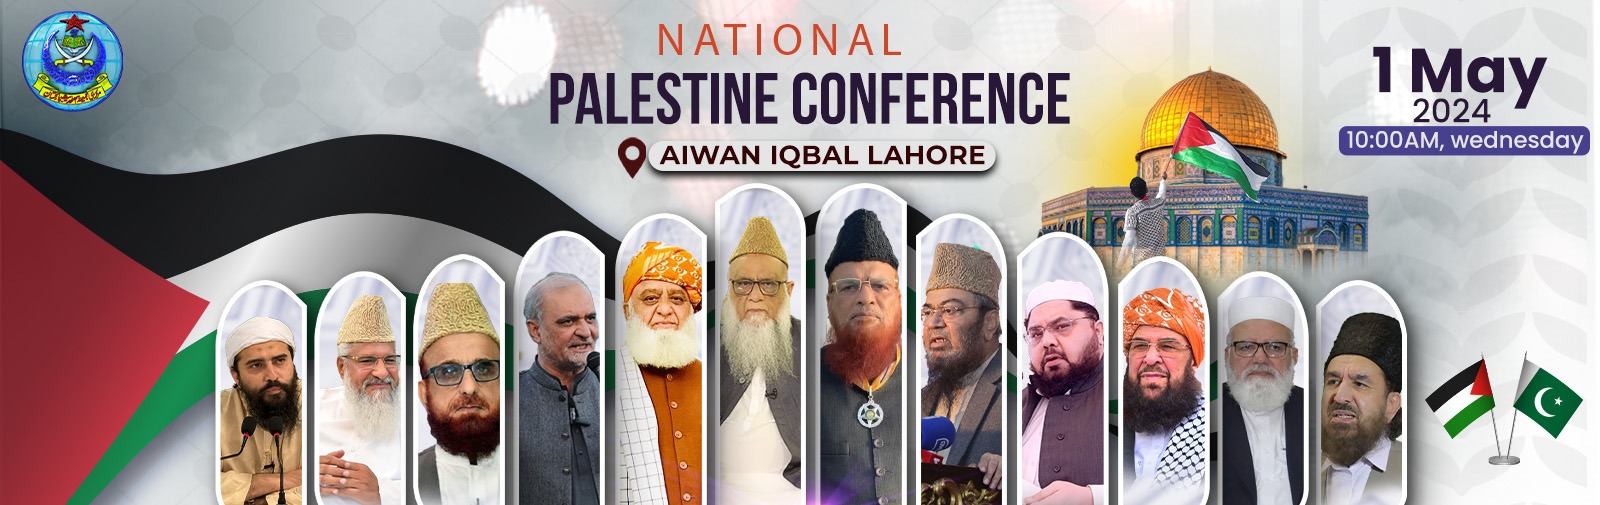 NATIONAL
PALESTINE CONFERENCE
AIWAN IQBAL LAHORE
1 May
2024
10:00AM, wednesday